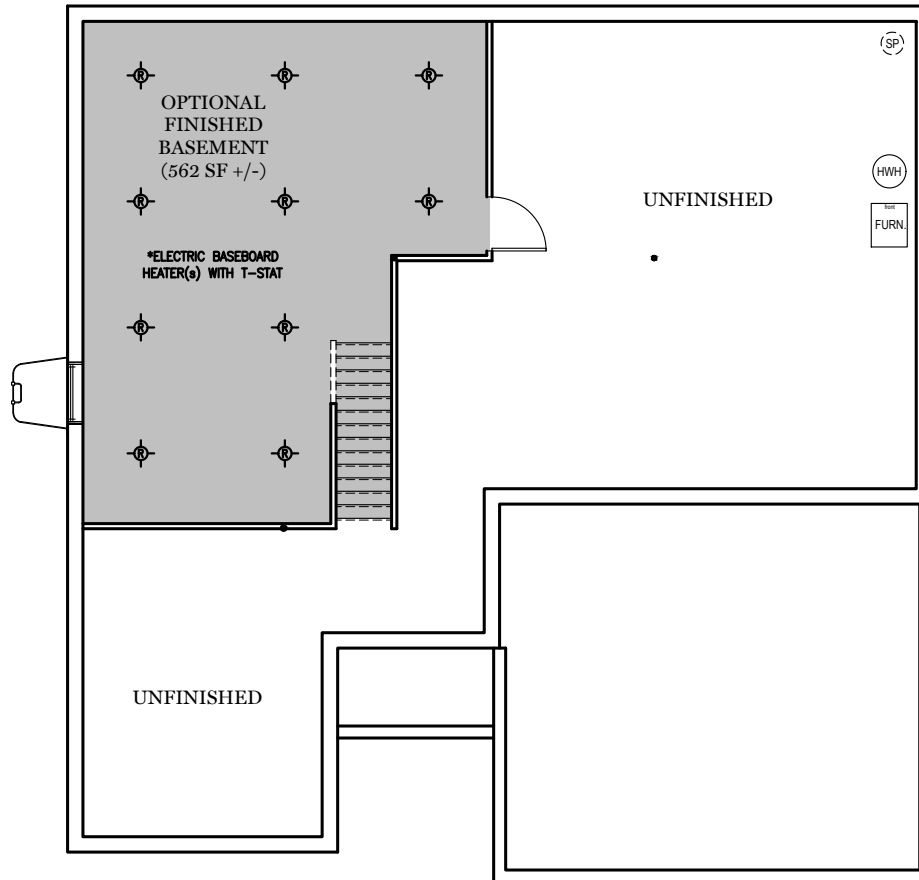 SP
R R R
OPTIONAL
FINISHED
BASEMENT
(562 SF +/-)
HWH
UNFINISHED
R R R
front
FURN.
*ELECTRIC BASEBOARD
HEATER(s) WITH T-STAT
R R
R R
UNFINISHED